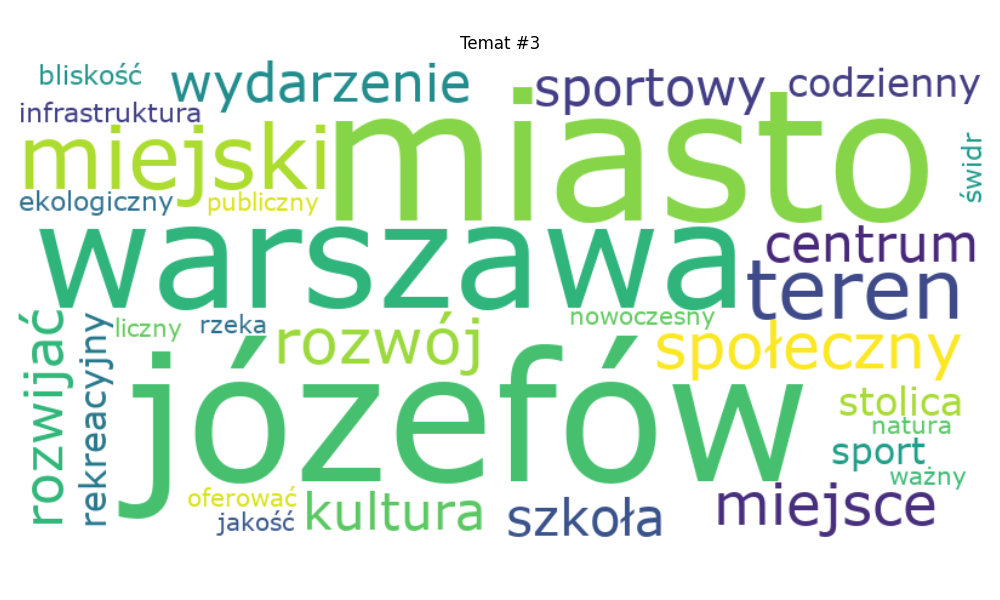 Temat #3
bliskość
wydarzenie
sportowy
codzienny
infrastruktura
miejski
miasto
świdr
ekologiczny
publiczny
warszawa
centrum
teren
rozwijać
rekreacyjny
liczny
rzeka
rozwój
nowoczesny
społeczny
józefów
stolica
natura
sport
ważny
oferować
jakość
kultura
szkoła
miejsce